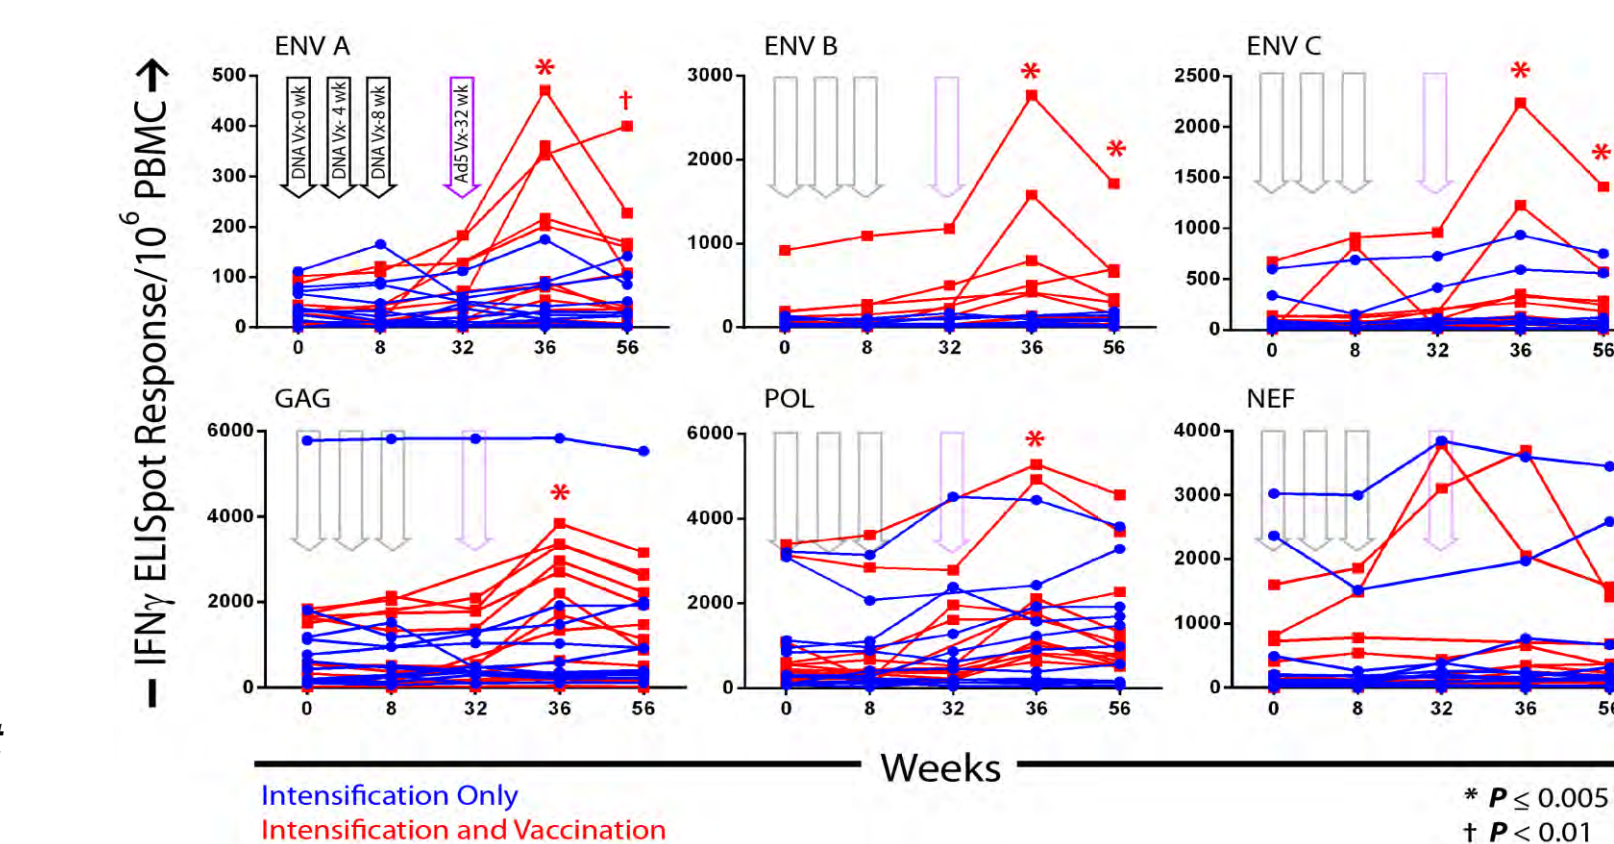 ENV A
ENV B
ENV C
500
400
300
200
100
0
DNA Vx-0 wk
DNA Vx- 4 wk
DNA Vx-8 wk
Ad5 Vx-32 wk
*
†
0 8 32 36 56
3000
2000
1000
0
*
*
0 8 32 36 56
2500
2000
1500
1000
500
0
*
*
0 8 32 36 56
— IFNγ ELISpot Response/10⁶ PBMC →
GAG
POL
NEF
6000
4000
2000
0
*
0 8 32 36 56
6000
4000
2000
0
*
0 8 32 36 56
4000
3000
2000
1000
0
0 8 32 36
Weeks
Intensification Only
Intensification and Vaccination
* P ≤ 0.005
† P < 0.01